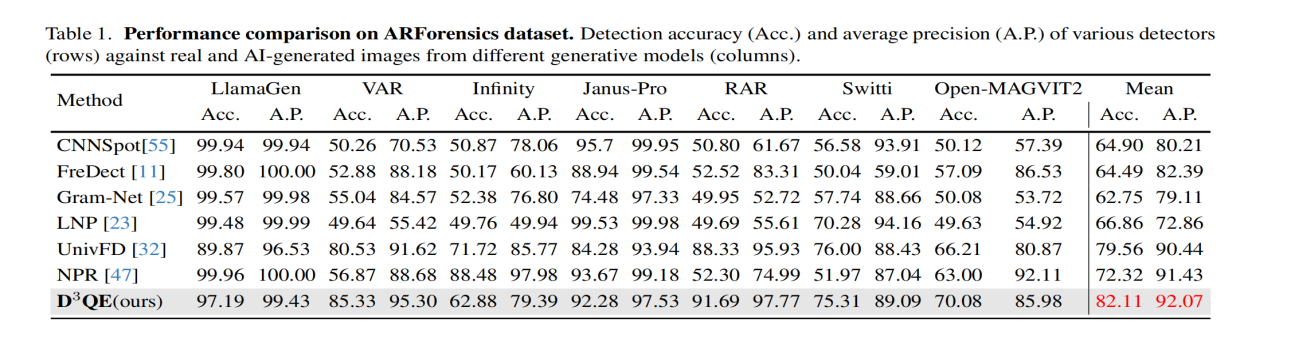 Table 1. Performance comparison on ARForensics dataset. Detection accuracy (Acc.) and average precision (A.P.) of various detectors
(rows) against real and AI-generated images from different generative models (columns).
Method LlamaGen VAR Infinity Janus-Pro RAR Switti Open-MAGVIT2 Mean
Acc. A.P. Acc. A.P. Acc. A.P. Acc. A.P. Acc. A.P. Acc. A.P. Acc. A.P. Acc. A.P.
CNNSpot[55] 99.94 99.94 50.26 70.53 50.87 78.06 95.7 99.95 50.80 61.67 56.58 93.91 50.12 57.39 64.90 80.21
FreDect [11] 99.80 100.00 52.88 88.18 50.17 60.13 88.94 99.54 52.52 83.31 50.04 59.01 57.09 86.53 64.49 82.39
Gram-Net [25] 99.57 99.98 55.04 84.57 52.38 76.80 74.48 97.33 49.95 52.72 57.74 88.66 50.08 53.72 62.75 79.11
LNP [23] 99.48 99.99 49.64 55.42 49.76 49.94 99.53 99.98 49.69 55.61 70.28 94.16 49.63 54.92 66.86 72.86
UnivFD [32] 89.87 96.53 80.53 91.62 71.72 85.77 84.28 93.94 88.33 95.93 76.00 88.43 66.21 80.87 79.56 90.44
NPR [47] 99.96 100.00 56.87 88.68 88.48 97.98 93.67 99.18 52.30 74.99 51.97 87.04 63.00 92.11 72.32 91.43
D³QE(ours) 97.19 99.43 85.33 95.30 62.88 79.39 92.28 97.53 91.69 97.77 75.31 89.09 70.08 85.98 82.11 92.07